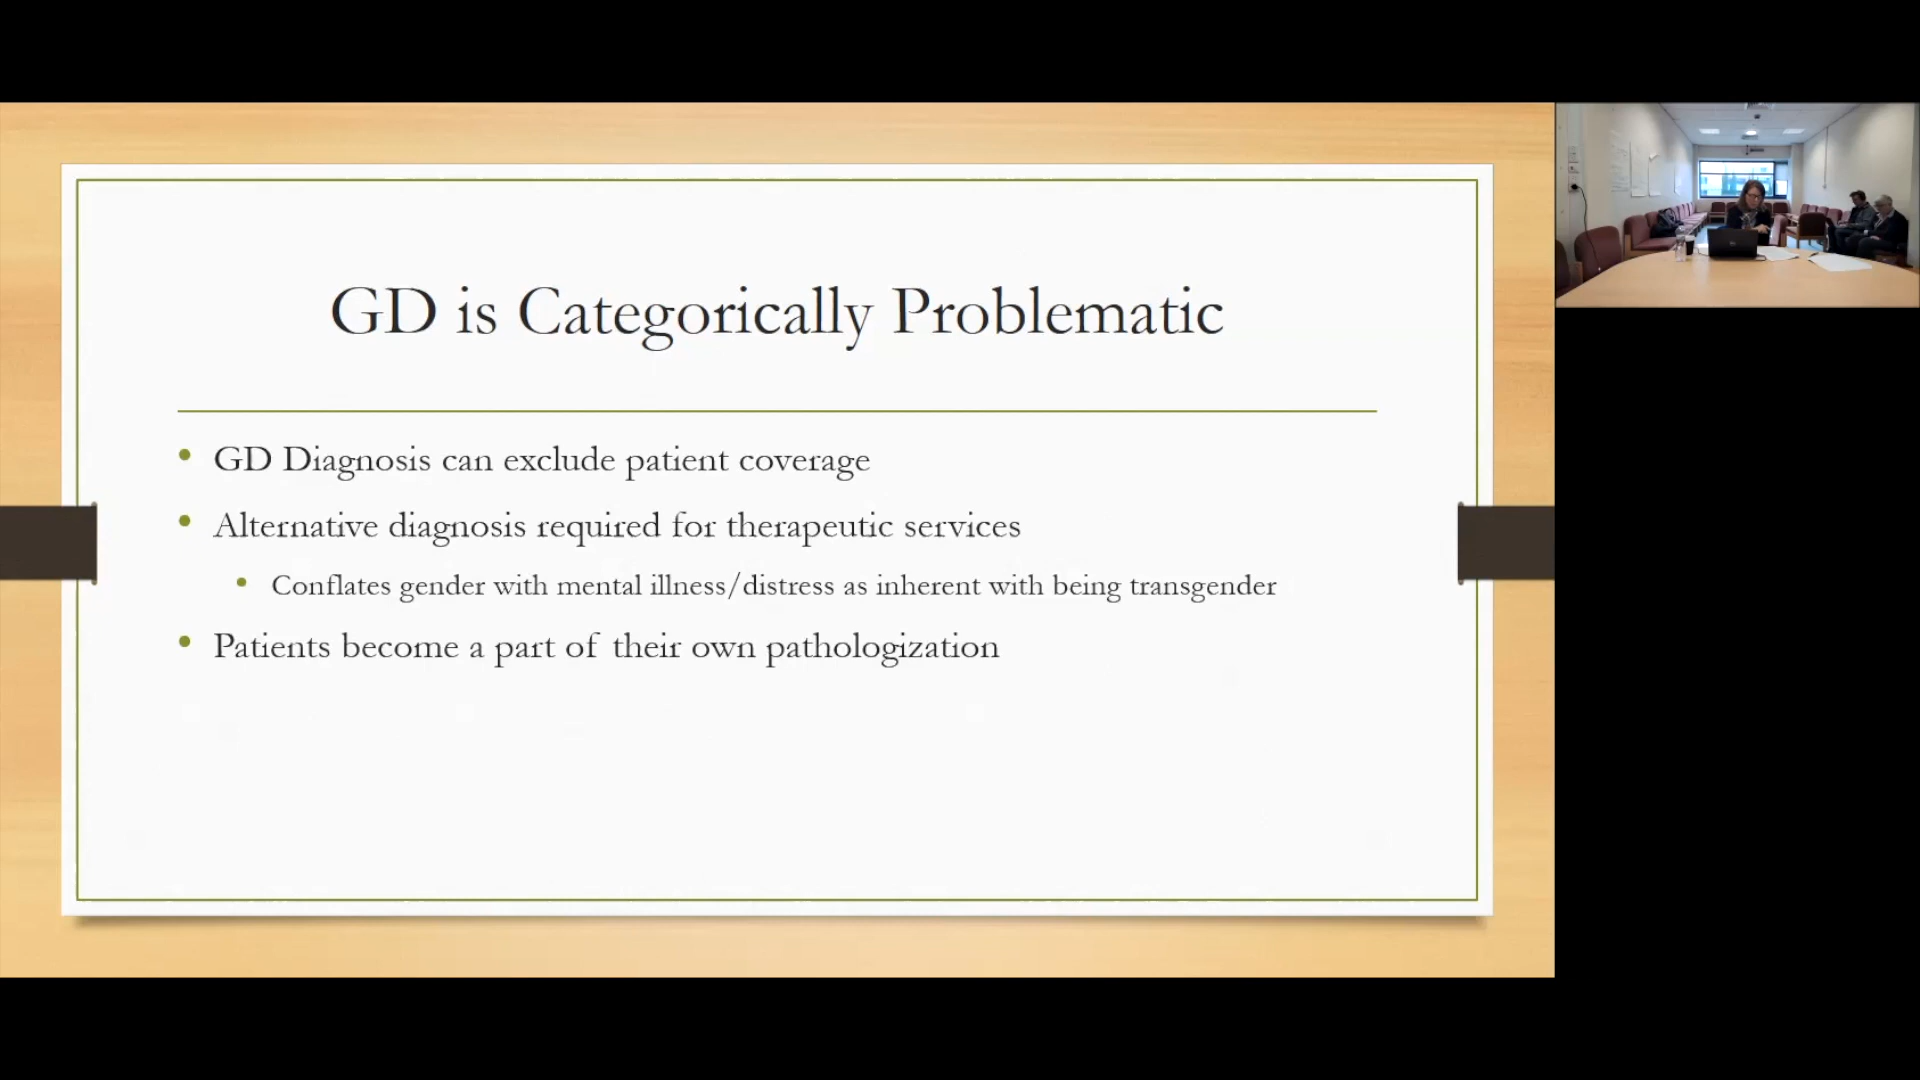 GD is Categorically Problematic
GD Diagnosis can exclude patient coverage
Alternative diagnosis required for therapeutic services
Conflates gender with mental illness/distress as inherent with being transgender
Patients become a part of their own pathologization